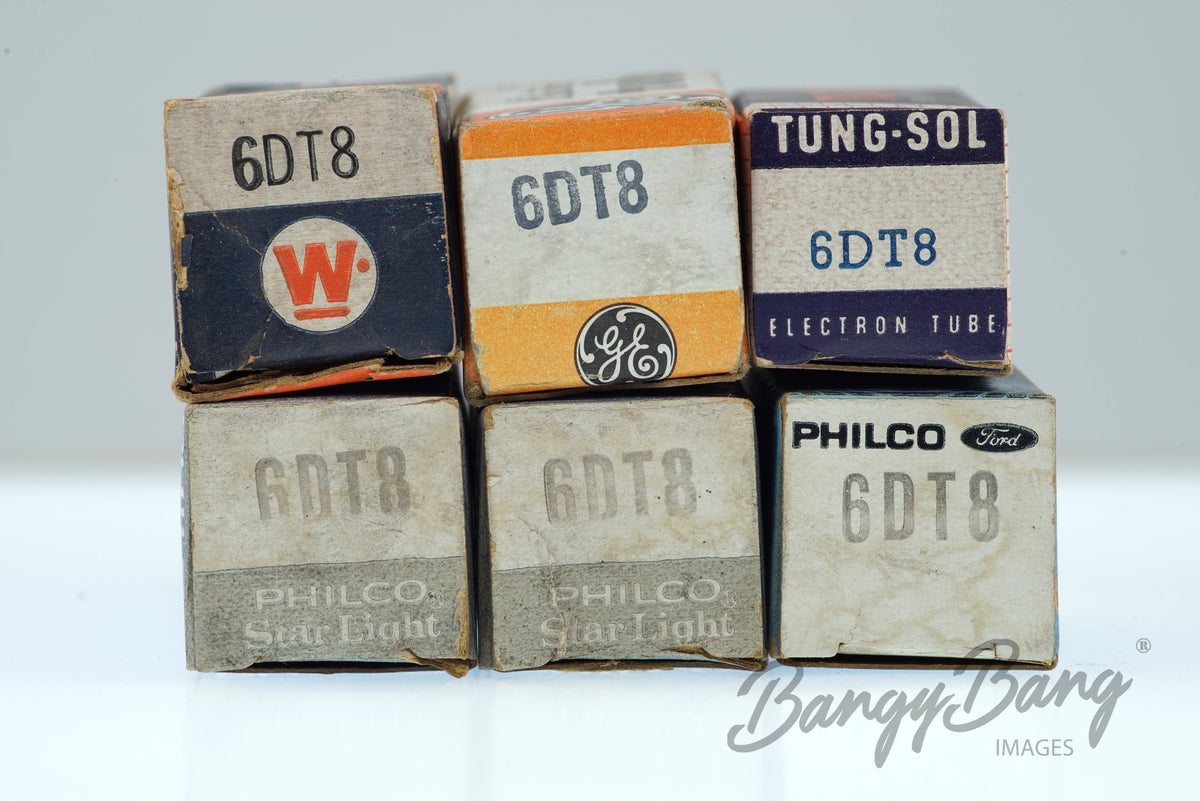 6DT8
W
6DT8
GE
TUNG-SOL
6DT8
ELECTRON TUBE
6DT8
PHILCO®
Star Light
6DT8
PHILCO®
Star Light
PHILCO Ford
6DT8
BangyBang®
IMAGES